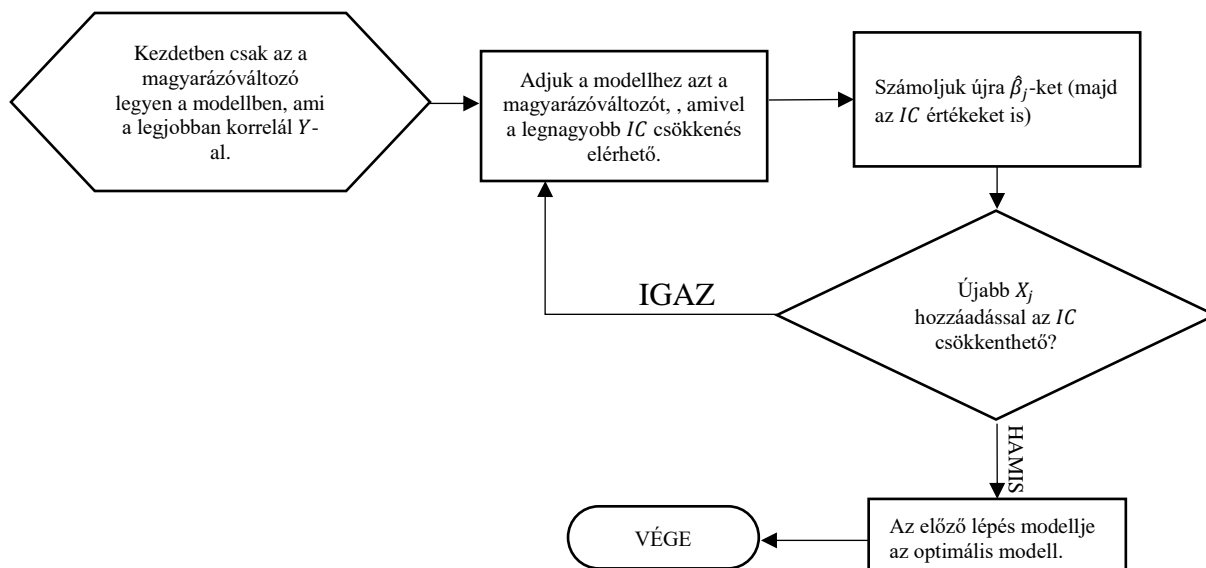 Kezdetben csak az a
magyarázóváltozó
legyen a modellben, ami
a legjobban korrelál Y-
al.
Adjuk a modellhez azt a
magyarázóváltozót, , amivel
a legnagyobb IC csökkenés
elérhető.
Számoljuk újra β̂ⱼ-ket (majd
az IC értékeket is)
Újabb Xⱼ
hozzáadással az IC
csökkenthető?
IGAZ
HAMIS
Az előző lépés modellje
az optimális modell.
VÉGE